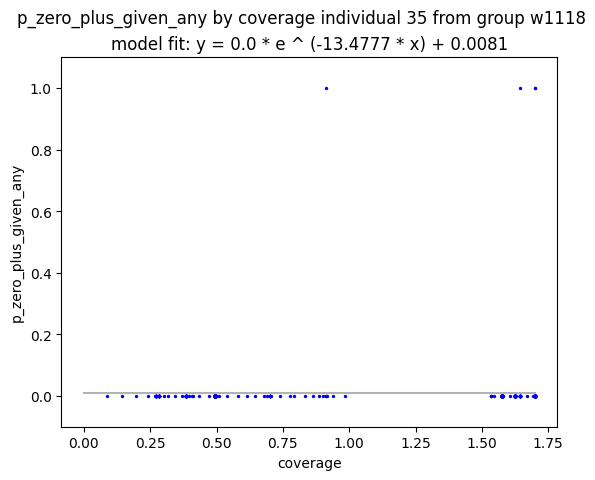 p_zero_plus_given_any by coverage individual 35 from group w1118
model fit: y = 0.0 * e ^ (-13.4777 * x) + 0.0081
p_zero_plus_given_any
1.0
0.8
0.6
0.4
0.2
0.0
0.00 0.25 0.50 0.75 1.00 1.25 1.50 1.75
coverage